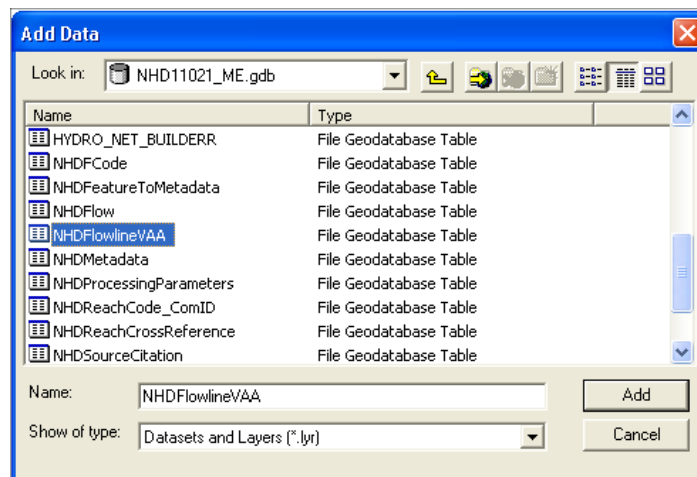 Add Data
Look in: NHD11021_ME.gdb
Name Type
HYDRO_NET_BUILDERR File Geodatabase Table
NHDFCode File Geodatabase Table
NHDFeatureToMetadata File Geodatabase Table
NHDFlow File Geodatabase Table
NHDFlowlineVAA File Geodatabase Table
NHDMetadata File Geodatabase Table
NHDProcessingParameters File Geodatabase Table
NHDReachCode_ComID File Geodatabase Table
NHDReachCrossReference File Geodatabase Table
NHDSourceCitation File Geodatabase Table
Name: NHDFlowlineVAA Add
Show of type: Datasets and Layers (*.lyr) Cancel